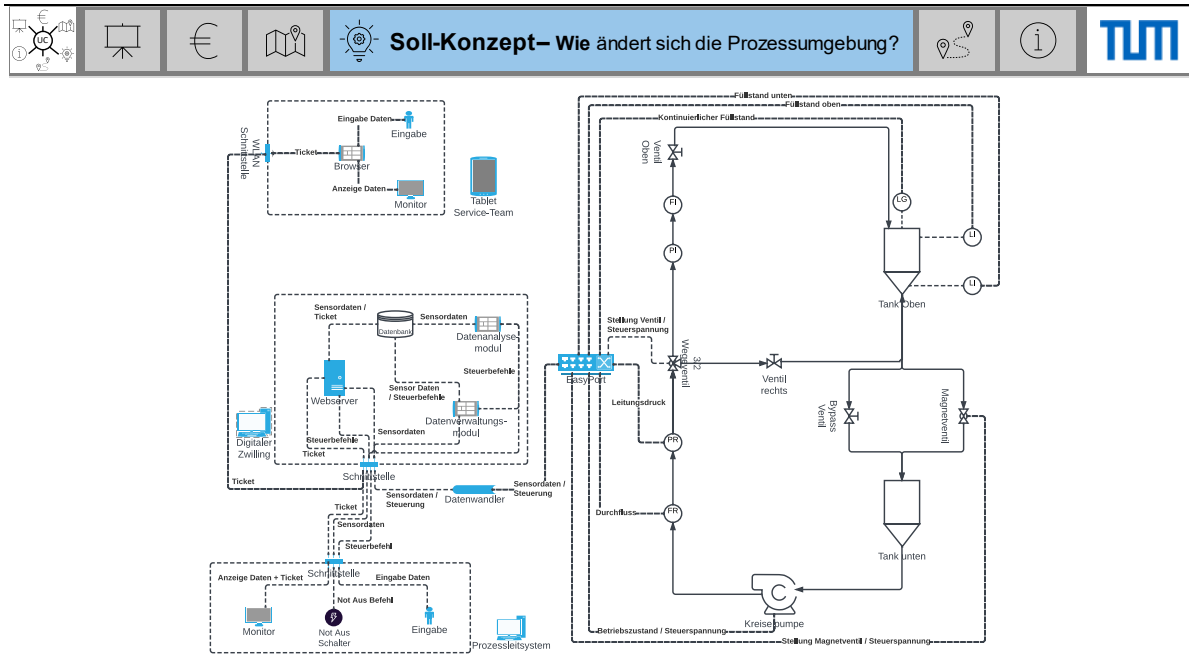 UC
€
i
€
Soll-Konzept– Wie ändert sich die Prozessumgebung?
i
TUM
Füllstand unten
Füllstand oben
Kontinuierlicher Füllstand
WLAN
Schnittstelle
Ticket
Eingabe Daten
Eingabe
Browser
Anzeige Daten
Monitor
Tablet
Service-Team
Ventil
Oben
FI
PI
LG
LI
LI
Tank Oben
Sensordaten /
Ticket
Datenbank
Sensordaten
Datenanalyse
modul
Steuerbefehle
Webserver
Sensor Daten
/ Steuerbefehle
Datenverwaltungs-
modul
Sensordaten
Steuerbefehle
Ticket
Digitaler
Zwilling
Schnittstelle
Ticket
Sensordaten /
Steuerung
Datenwandler
Sensordaten /
Steuerung
EasyPort
Stellung Ventil /
Steuerspannung
3/2
Wegeventil
Ventil
rechts
Leitungsdruck
PR
Bypass
Ventil
Magnetventil
Durchfluss
FR
Tank unten
C
Kreiselpumpe
Betriebszustand / Steuerspannung
Stellung Magnetventil / Steuerspannung
Ticket
Sensordaten
Steuerbefehl
Schnittstelle
Anzeige Daten + Ticket
Eingabe Daten
Not Aus Befehl
Monitor
Not Aus
Schalter
Eingabe
Prozessleitsystem